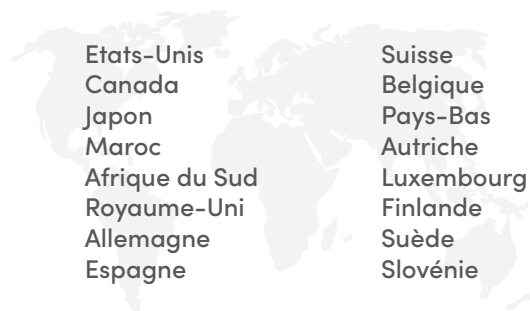 Etats-Unis
Canada
Japon
Maroc
Afrique du Sud
Royaume-Uni
Allemagne
Espagne
Suisse
Belgique
Pays-Bas
Autriche
Luxembourg
Finlande
Suède
Slovénie